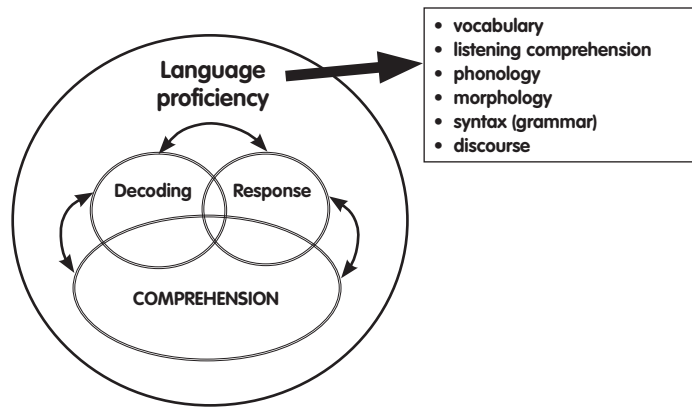 Language
proficiency
• vocabulary
• listening comprehension
• phonology
• morphology
• syntax (grammar)
• discourse
Decoding
Response
COMPREHENSION